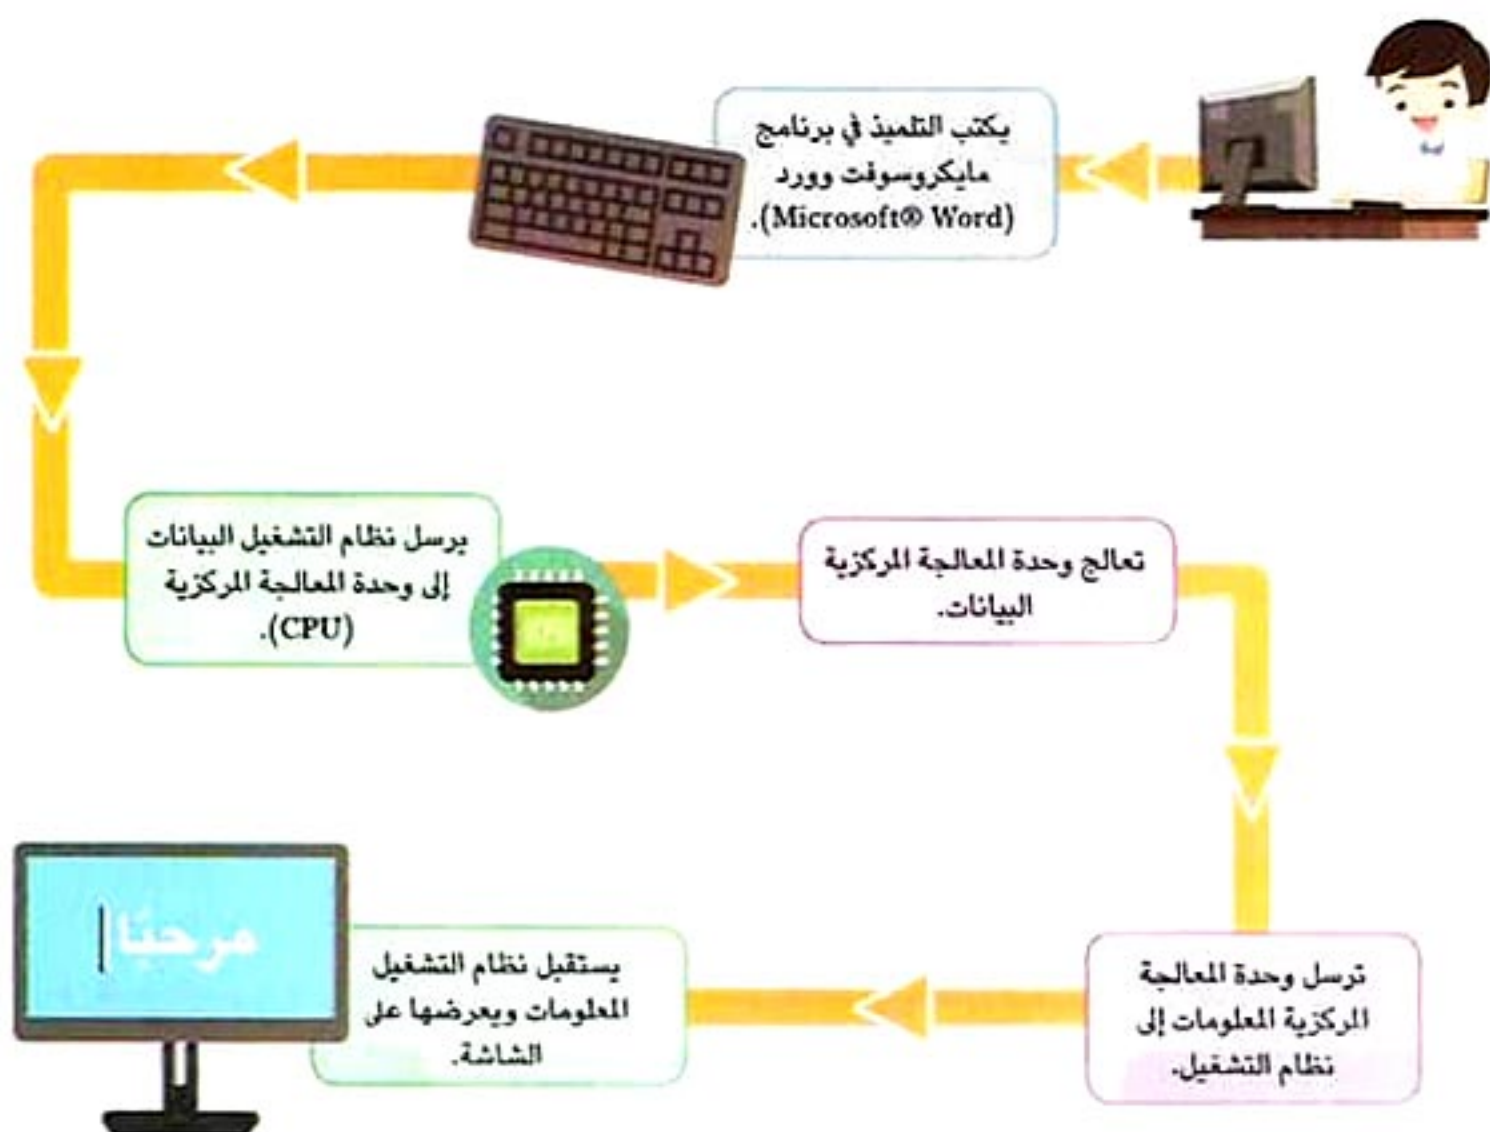 يكتب التلميذ في برنامج
مايكروسوفت وورد
(Microsoft® Word).
يرسل نظام التشغيل البيانات
إلى وحدة المعالجة المركزية
(CPU).
تعالج وحدة المعالجة المركزية
البيانات.
ترسل وحدة المعالجة
المركزية المعلومات إلى
نظام التشغيل.
يستقبل نظام التشغيل
المعلومات ويعرضها على
الشاشة.
مرحبًا